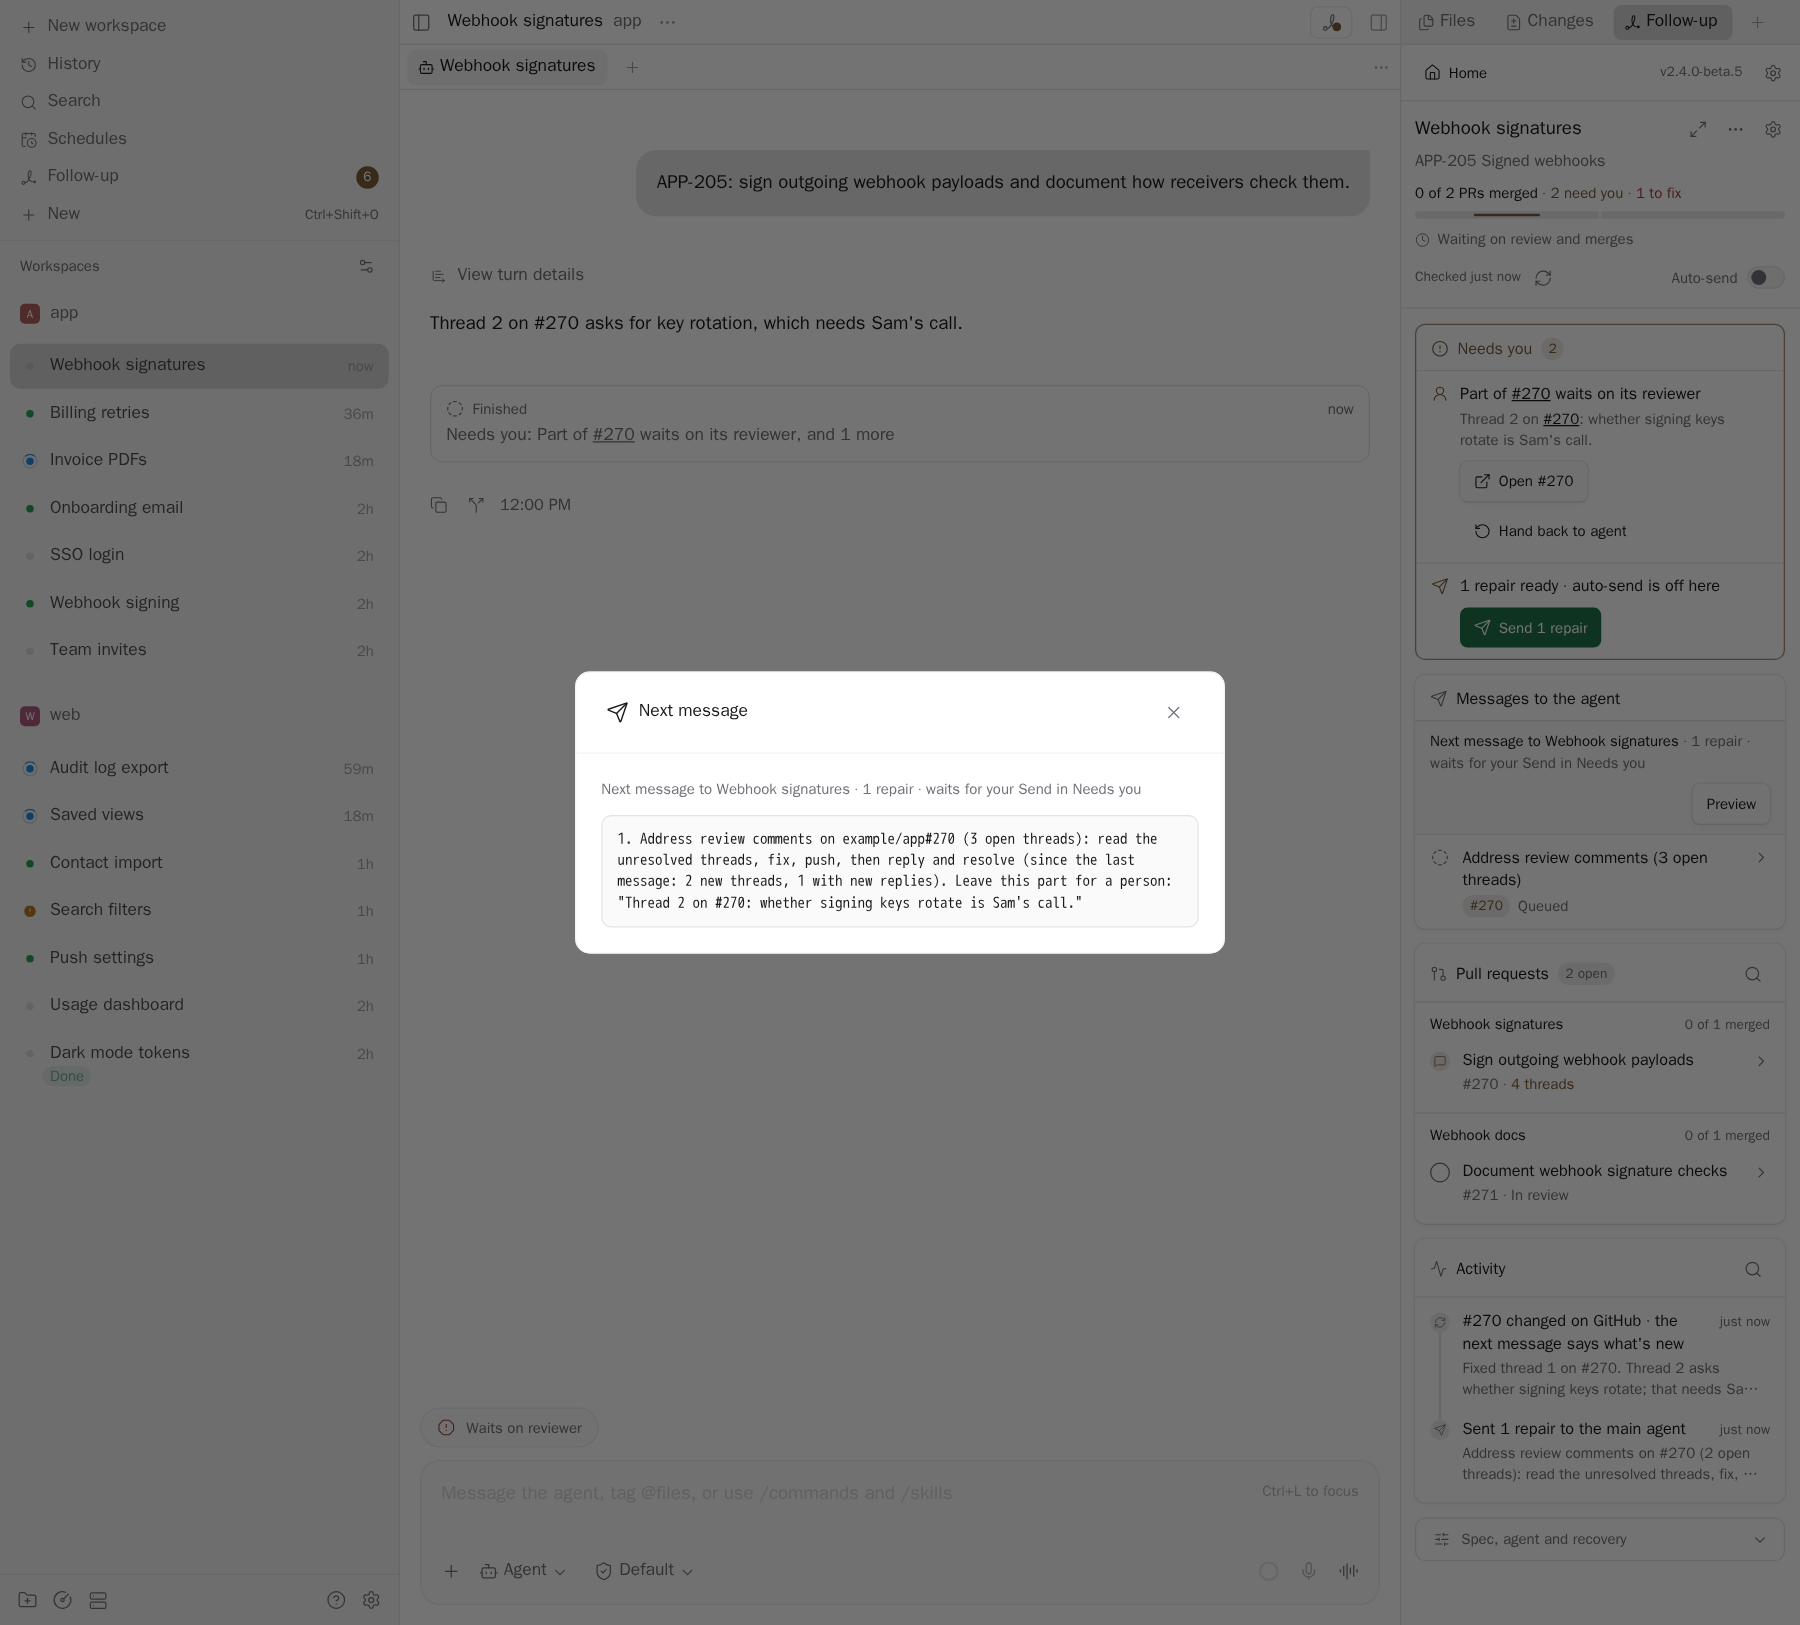 New workspace
History
Search
Schedules
Follow-up 6
New Ctrl+Shift+O
Workspaces
A app
Webhook signatures now
Billing retries 36m
Invoice PDFs 18m
Onboarding email 2h
SSO login 2h
Webhook signing 2h
Team invites 2h
W web
Audit log export 59m
Saved views 18m
Contact import 1h
Search filters 1h
Push settings 1h
Usage dashboard 2h
Dark mode tokens 2h
Done
Webhook signatures app
Webhook signatures
APP-205: sign outgoing webhook payloads and document how receivers check them.
View turn details
Thread 2 on #270 asks for key rotation, which needs Sam's call.
Finished now
Needs you: Part of #270 waits on its reviewer, and 1 more
12:00 PM
Next message
Next message to Webhook signatures · 1 repair · waits for your Send in Needs you
1. Address review comments on example/app#270 (3 open threads): read the
unresolved threads, fix, push, then reply and resolve (since the last
message: 2 new threads, 1 with new replies). Leave this part for a person:
"Thread 2 on #270: whether signing keys rotate is Sam's call."
Waits on reviewer
Message the agent, tag @files, or use /commands and /skills
Ctrl+L to focus
Agent
Default
Files
Changes
Follow-up
Home v2.4.0-beta.5
Webhook signatures
APP-205 Signed webhooks
0 of 2 PRs merged · 2 need you · 1 to fix
Waiting on review and merges
Checked just now Auto-send
Needs you 2
Part of #270 waits on its reviewer
Thread 2 on #270: whether signing keys
rotate is Sam's call.
Open #270
Hand back to agent
1 repair ready · auto-send is off here
Send 1 repair
Messages to the agent
Next message to Webhook signatures · 1 repair ·
waits for your Send in Needs you
Preview
Address review comments (3 open
threads)
#270 Queued
Pull requests 2 open
Webhook signatures 0 of 1 merged
Sign outgoing webhook payloads
#270 · 4 threads
Webhook docs 0 of 1 merged
Document webhook signature checks
#271 · In review
Activity
#270 changed on GitHub · the just now
next message says what's new
Fixed thread 1 on #270. Thread 2 asks
whether signing keys rotate; that needs Sa…
Sent 1 repair to the main agent just now
Address review comments on #270 (2 open
threads): read the unresolved threads, fix, …
Spec, agent and recovery